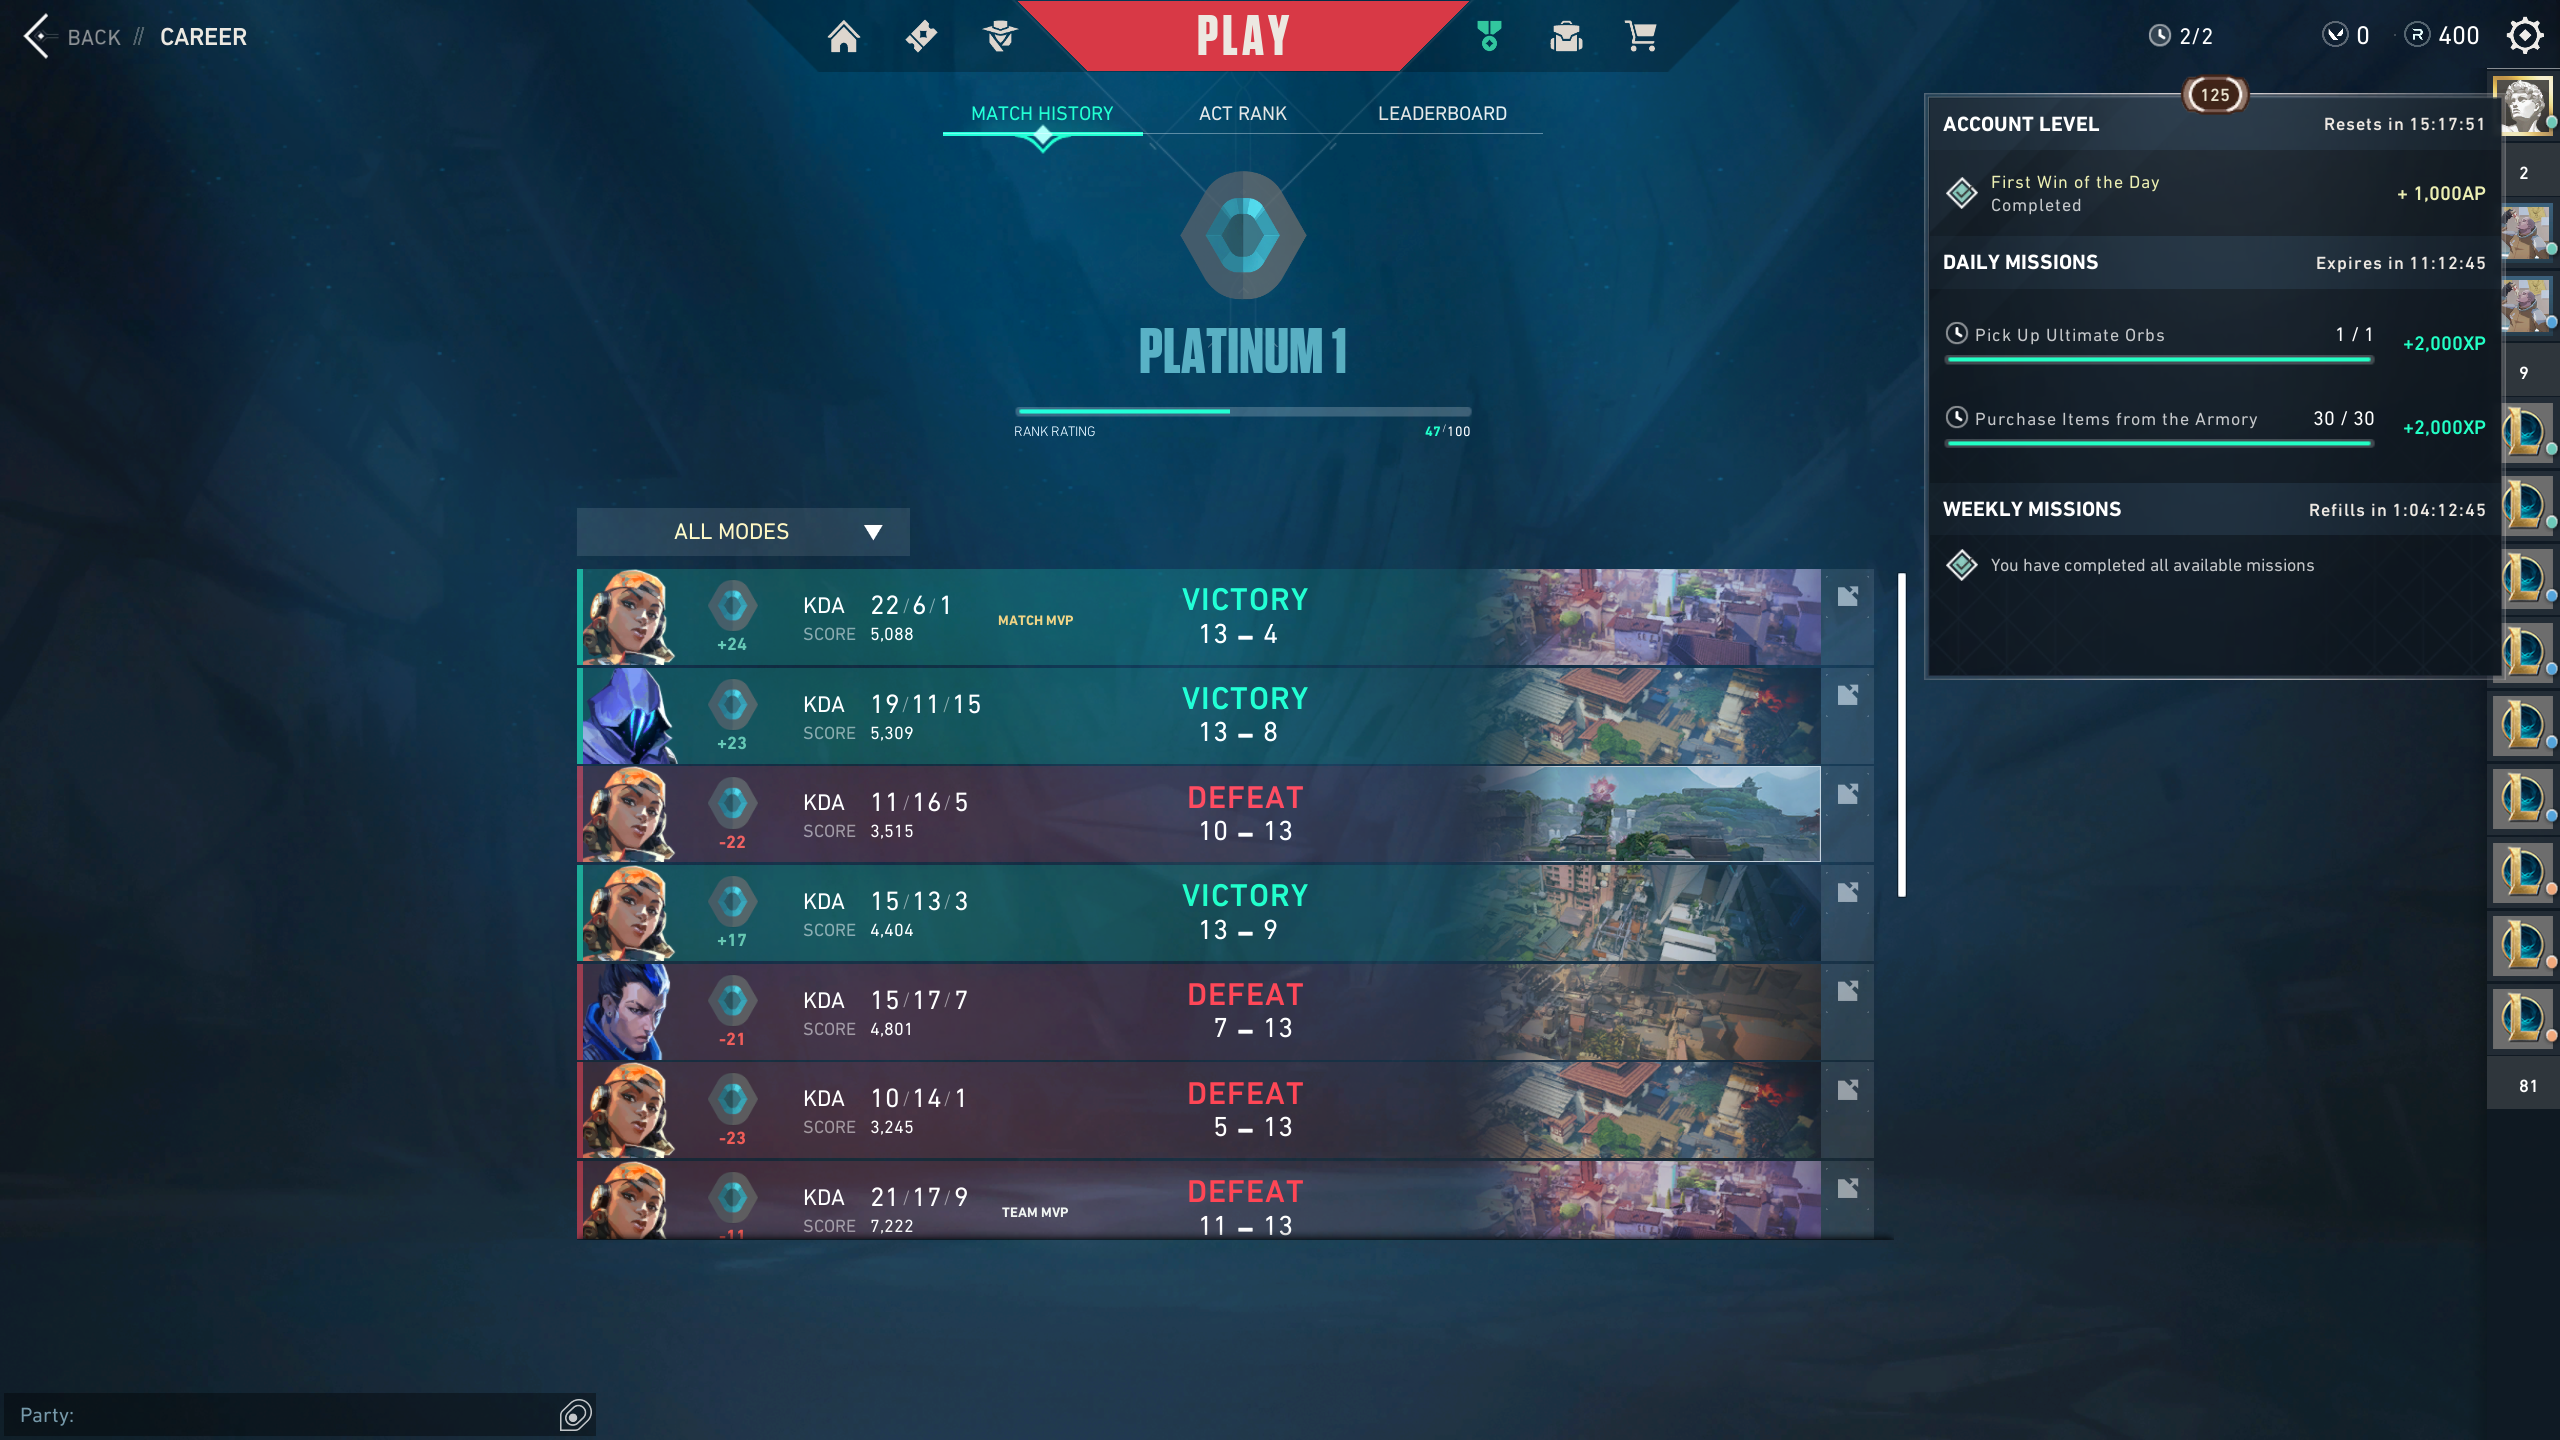 BACK // CAREER
PLAY
2/2
0
R 400
MATCH HISTORY
ACT RANK
LEADERBOARD
PLATINUM 1
RANK RATING
47/100
ALL MODES
+24
KDA 22/6/1
SCORE 5,088
MATCH MVP
VICTORY
13 – 4
+23
KDA 19/11/15
SCORE 5,309
VICTORY
13 – 8
-22
KDA 11/16/5
SCORE 3,515
DEFEAT
10 – 13
+17
KDA 15/13/3
SCORE 4,404
VICTORY
13 – 9
-21
KDA 15/17/7
SCORE 4,801
DEFEAT
7 – 13
-23
KDA 10/14/1
SCORE 3,245
DEFEAT
5 – 13
-11
KDA 21/17/9
SCORE 7,222
TEAM MVP
DEFEAT
11 – 13
125
ACCOUNT LEVEL
Resets in 15:17:51
First Win of the Day
Completed
+ 1,000AP
DAILY MISSIONS
Expires in 11:12:45
Pick Up Ultimate Orbs
1 / 1
+2,000XP
Purchase Items from the Armory
30 / 30
+2,000XP
WEEKLY MISSIONS
Refills in 1:04:12:45
You have completed all available missions
2
9
81
Party: